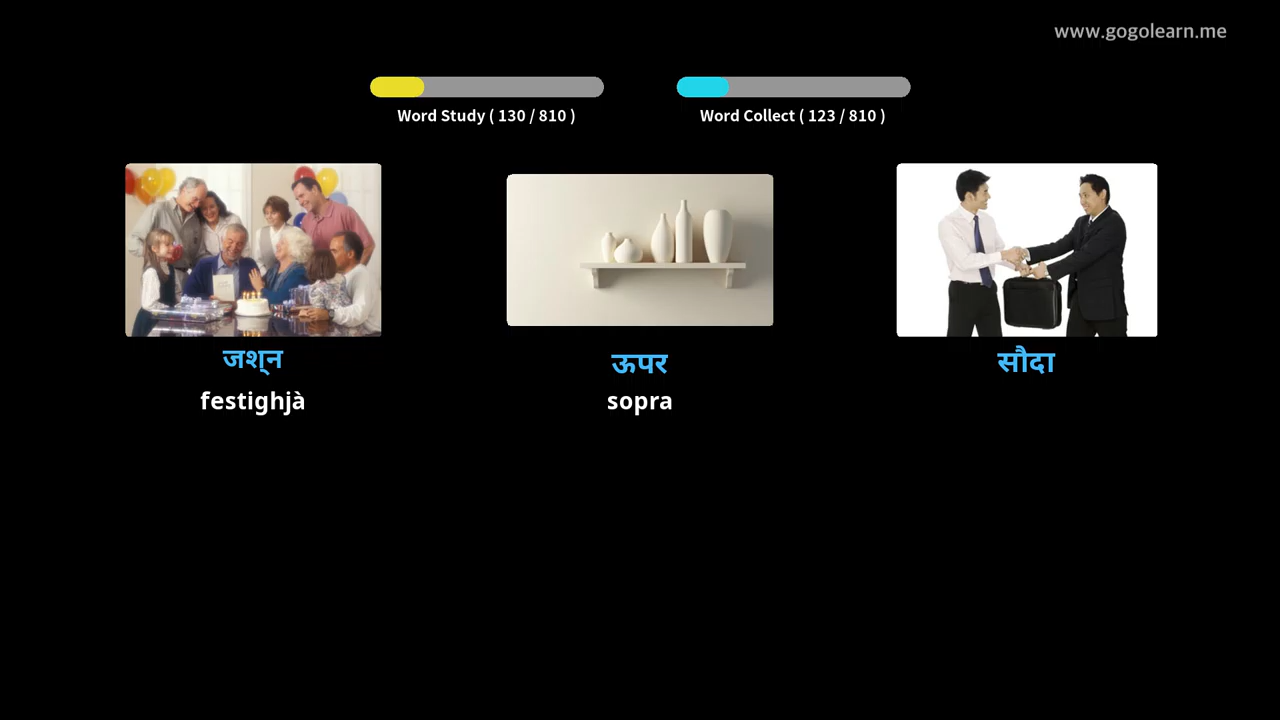 www.gogolearn.me
Word Study ( 130 / 810 )
Word Collect ( 123 / 810 )
जश्न
festighjà
ऊपर
sopra
सौदा